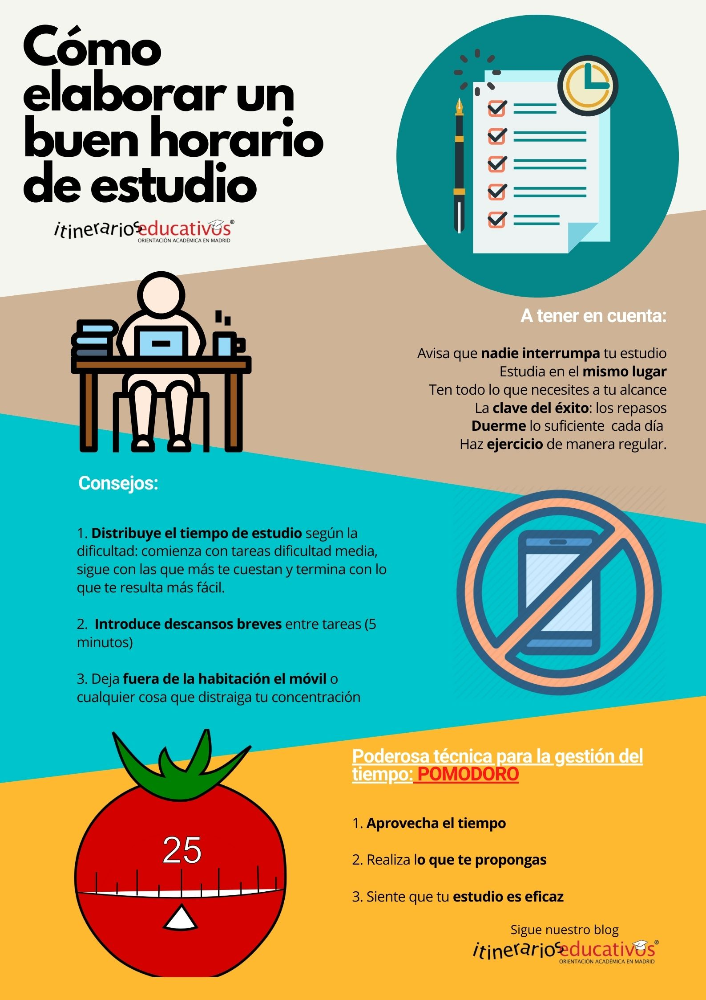 Cómo
elaborar un
buen horario
de estudio
itinerarioseducativos®
ORIENTACIÓN ACADÉMICA EN MADRID
A tener en cuenta:
Avisa que nadie interrumpa tu estudio
Estudia en el mismo lugar
Ten todo lo que necesites a tu alcance
La clave del éxito: los repasos
Duerme lo suficiente cada día
Haz ejercicio de manera regular.
Consejos:
1. Distribuye el tiempo de estudio según la
dificultad: comienza con tareas dificultad media,
sigue con las que más te cuestan y termina con lo
que te resulta más fácil.
2. Introduce descansos breves entre tareas (5
minutos)
3. Deja fuera de la habitación el móvil o
cualquier cosa que distraiga tu concentración
Poderosa técnica para la gestión del
tiempo: POMODORO
25
1. Aprovecha el tiempo
2. Realiza lo que te propongas
3. Siente que tu estudio es eficaz
Sigue nuestro blog
itinerarioseducativos®
ORIENTACIÓN ACADÉMICA EN MADRID